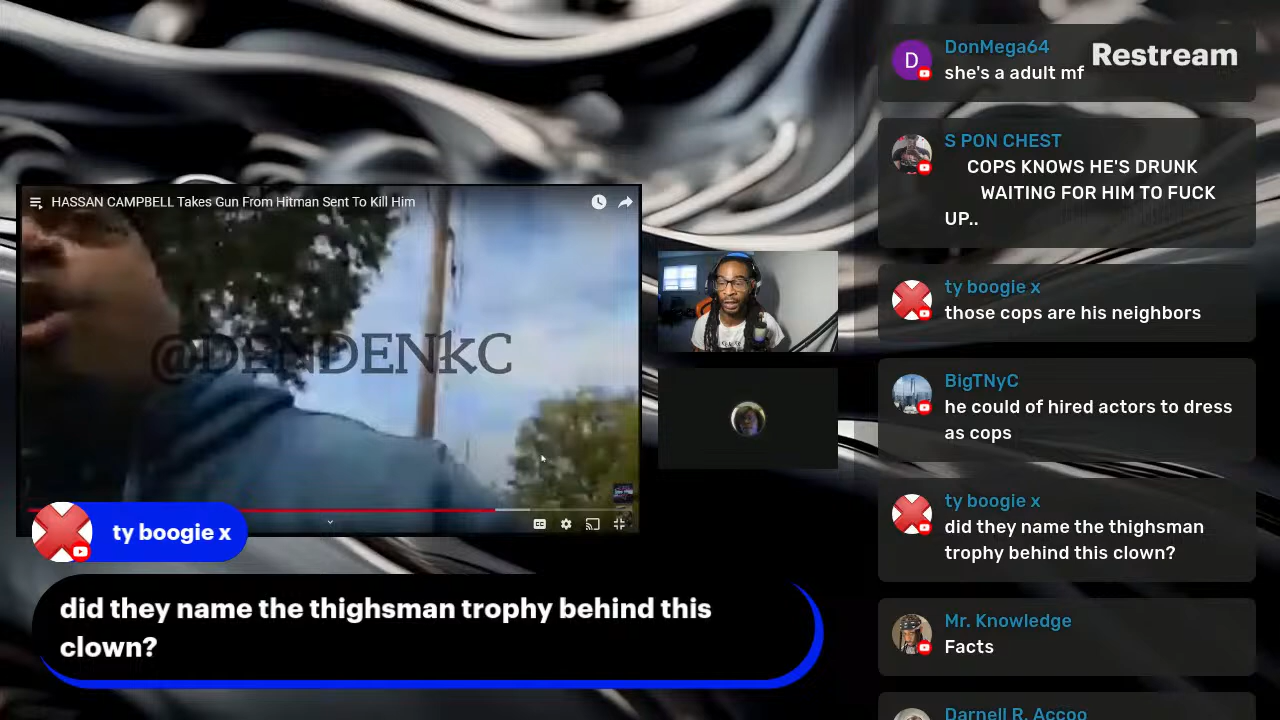 HASSAN CAMPBELL Takes Gun From Hitman Sent To Kill Him
@DENDENKC
ty boogie x
did they name the thighsman trophy behind this
clown?
Restream
D
DonMega64
she's a adult mf
S PON CHEST
COPS KNOWS HE'S DRUNK
WAITING FOR HIM TO FUCK
UP..
ty boogie x
those cops are his neighbors
BigTNyC
he could of hired actors to dress
as cops
ty boogie x
did they name the thighsman
trophy behind this clown?
Mr. Knowledge
Facts
Darnell R. Accoo